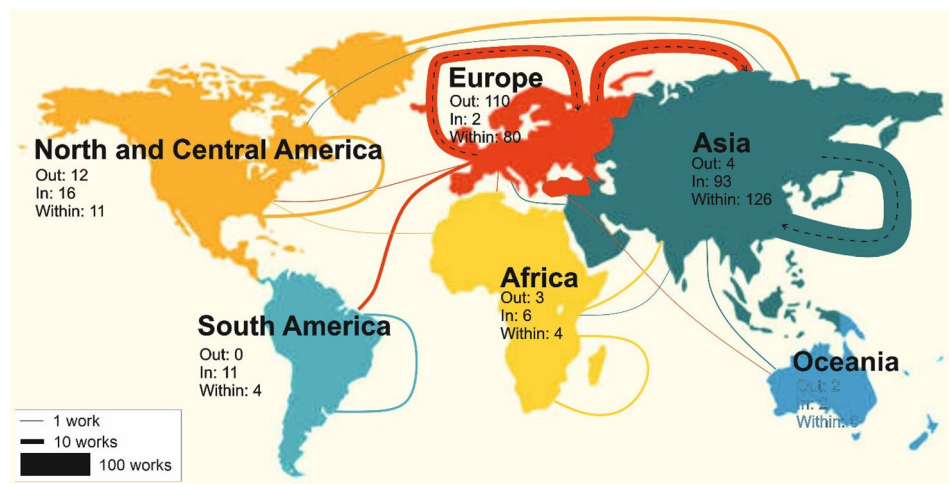 Europe
Out: 110
In: 2
Within: 80
North and Central America
Out: 12
In: 16
Within: 11
Asia
Out: 4
In: 93
Within: 126
Africa
Out: 3
In: 6
Within: 4
South America
Out: 0
In: 11
Within: 4
Oceania
Out: 2
In: 2
Within:
1 work
10 works
100 works